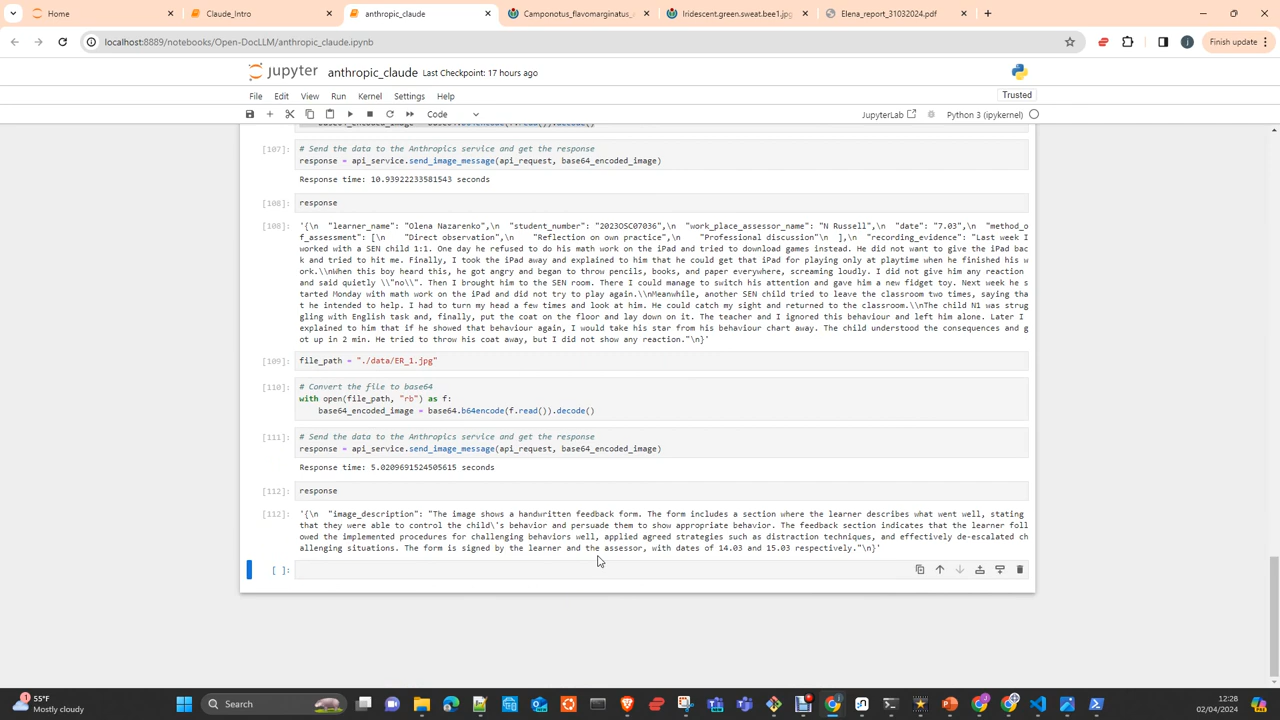 Home
Claude_Intro
anthropic_claude
Camponotus_flavomarginatus_
Iridescent.green.sweat.bee1.jpg
Elena_report_31032024.pdf
localhost:8889/notebooks/Open-DocLLM/anthropic_claude.ipynb
Finish update
jupyter anthropic_claude Last Checkpoint: 17 hours ago
File Edit View Run Kernel Settings Help
Trusted
Code
JupyterLab
Python 3 (ipykernel)
base64_encoded_image = base64.b64encode(f.read()).decode()
[107]: # Send the data to the Anthropics service and get the response
response = api_service.send_image_message(api_request, base64_encoded_image)
Response time: 10.93922233581543 seconds
[108]: response
[108]: '{\n  "learner_name": "Olena Nazarenko",\n  "student_number": "2023OSC07036",\n  "work_place_assessor_name": "N Russell",\n  "date": "7.03",\n  "method_o
f_assessment": [\n    "Direct observation",\n    "Reflection on own practice",\n    "Professional discussion"\n  ],\n  "recording_evidence": "Last week I
worked with a SEN child 1:1. One day he refused to do his math work on the iPad and tried to download games instead. He did not want to give the iPad bac
k and tried to hit me. Finally, I took the iPad away and explained to him that he could get that iPad for playing only at playtime when he finished his w
ork.\\nWhen this boy heard this, he got angry and began to throw pencils, books, and paper everywhere, screaming loudly. I did not give him any reaction
and said quietly \\"no\\". Then I brought him to the SEN room. There I could manage to switch his attention and gave him a new fidget toy. Next week he s
tarted Monday with math work on the iPad and did not try to play again.\\nMeanwhile, another SEN child tried to leave the classroom two times, saying tha
t he intended to help. I had to turn my head a few times and look at him. He could catch my sight and returned to the classroom.\\nThe child N1 was strug
gling with English task and, finally, put the coat on the floor and lay down on it. The teacher and I ignored this behaviour and left him alone. Later I
explained to him that if he showed that behaviour again, I would take his star from his behaviour chart away. The child understood the consequences and g
ot up in 2 min. He tried to throw his coat away, but I did not show any reaction."\n}'
[109]: file_path = "./data/ER_1.jpg"
[110]: # Convert the file to base64
with open(file_path, "rb") as f:
base64_encoded_image = base64.b64encode(f.read()).decode()
[111]: # Send the data to the Anthropics service and get the response
response = api_service.send_image_message(api_request, base64_encoded_image)
Response time: 5.0209691524505615 seconds
[112]: response
[112]: '{\n  "image_description": "The image shows a handwritten feedback form. The form includes a section where the learner describes what went well, stating
that they were able to control the child\'s behavior and persuade them to show appropriate behavior. The feedback section indicates that the learner foll
owed the implemented procedures for challenging behaviors well, applied agreed strategies such as distraction techniques, and effectively de-escalated ch
allenging situations. The form is signed by the learner and the assessor, with dates of 14.03 and 15.03 respectively."\n}'
[ ]:
55°F
Mostly cloudy
Search
12:28
02/04/2024